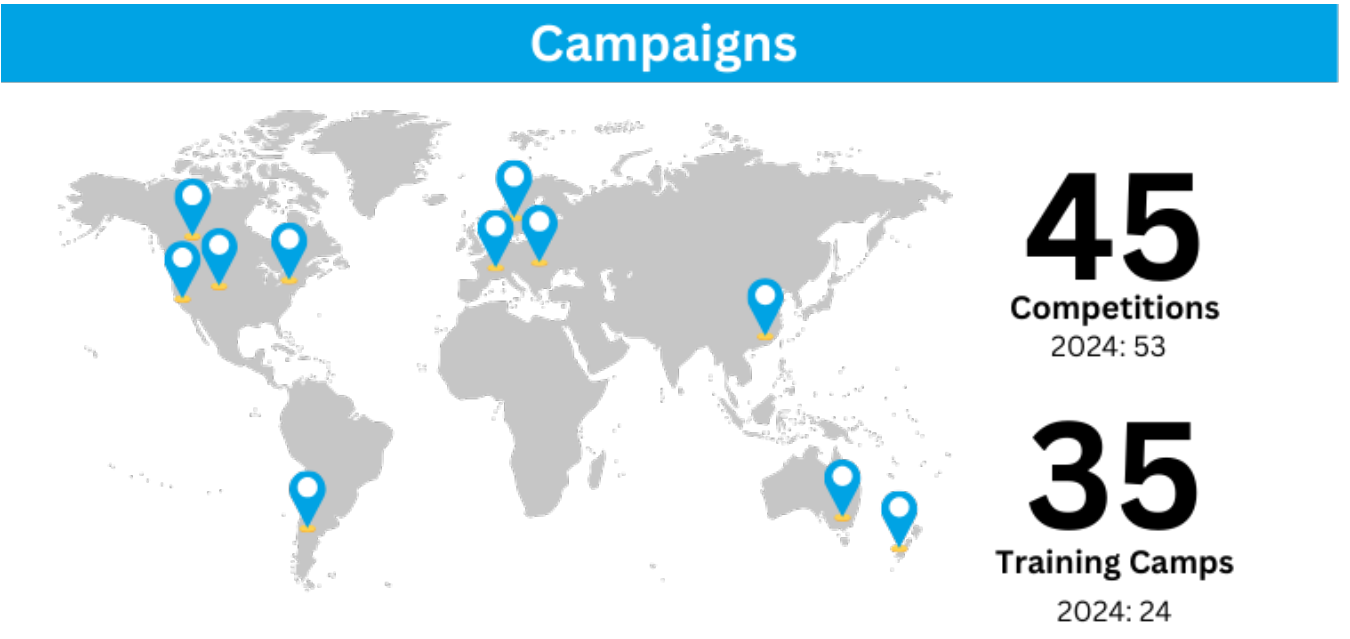 Campaigns
45
Competitions
2024: 53
35
Training Camps
2024: 24